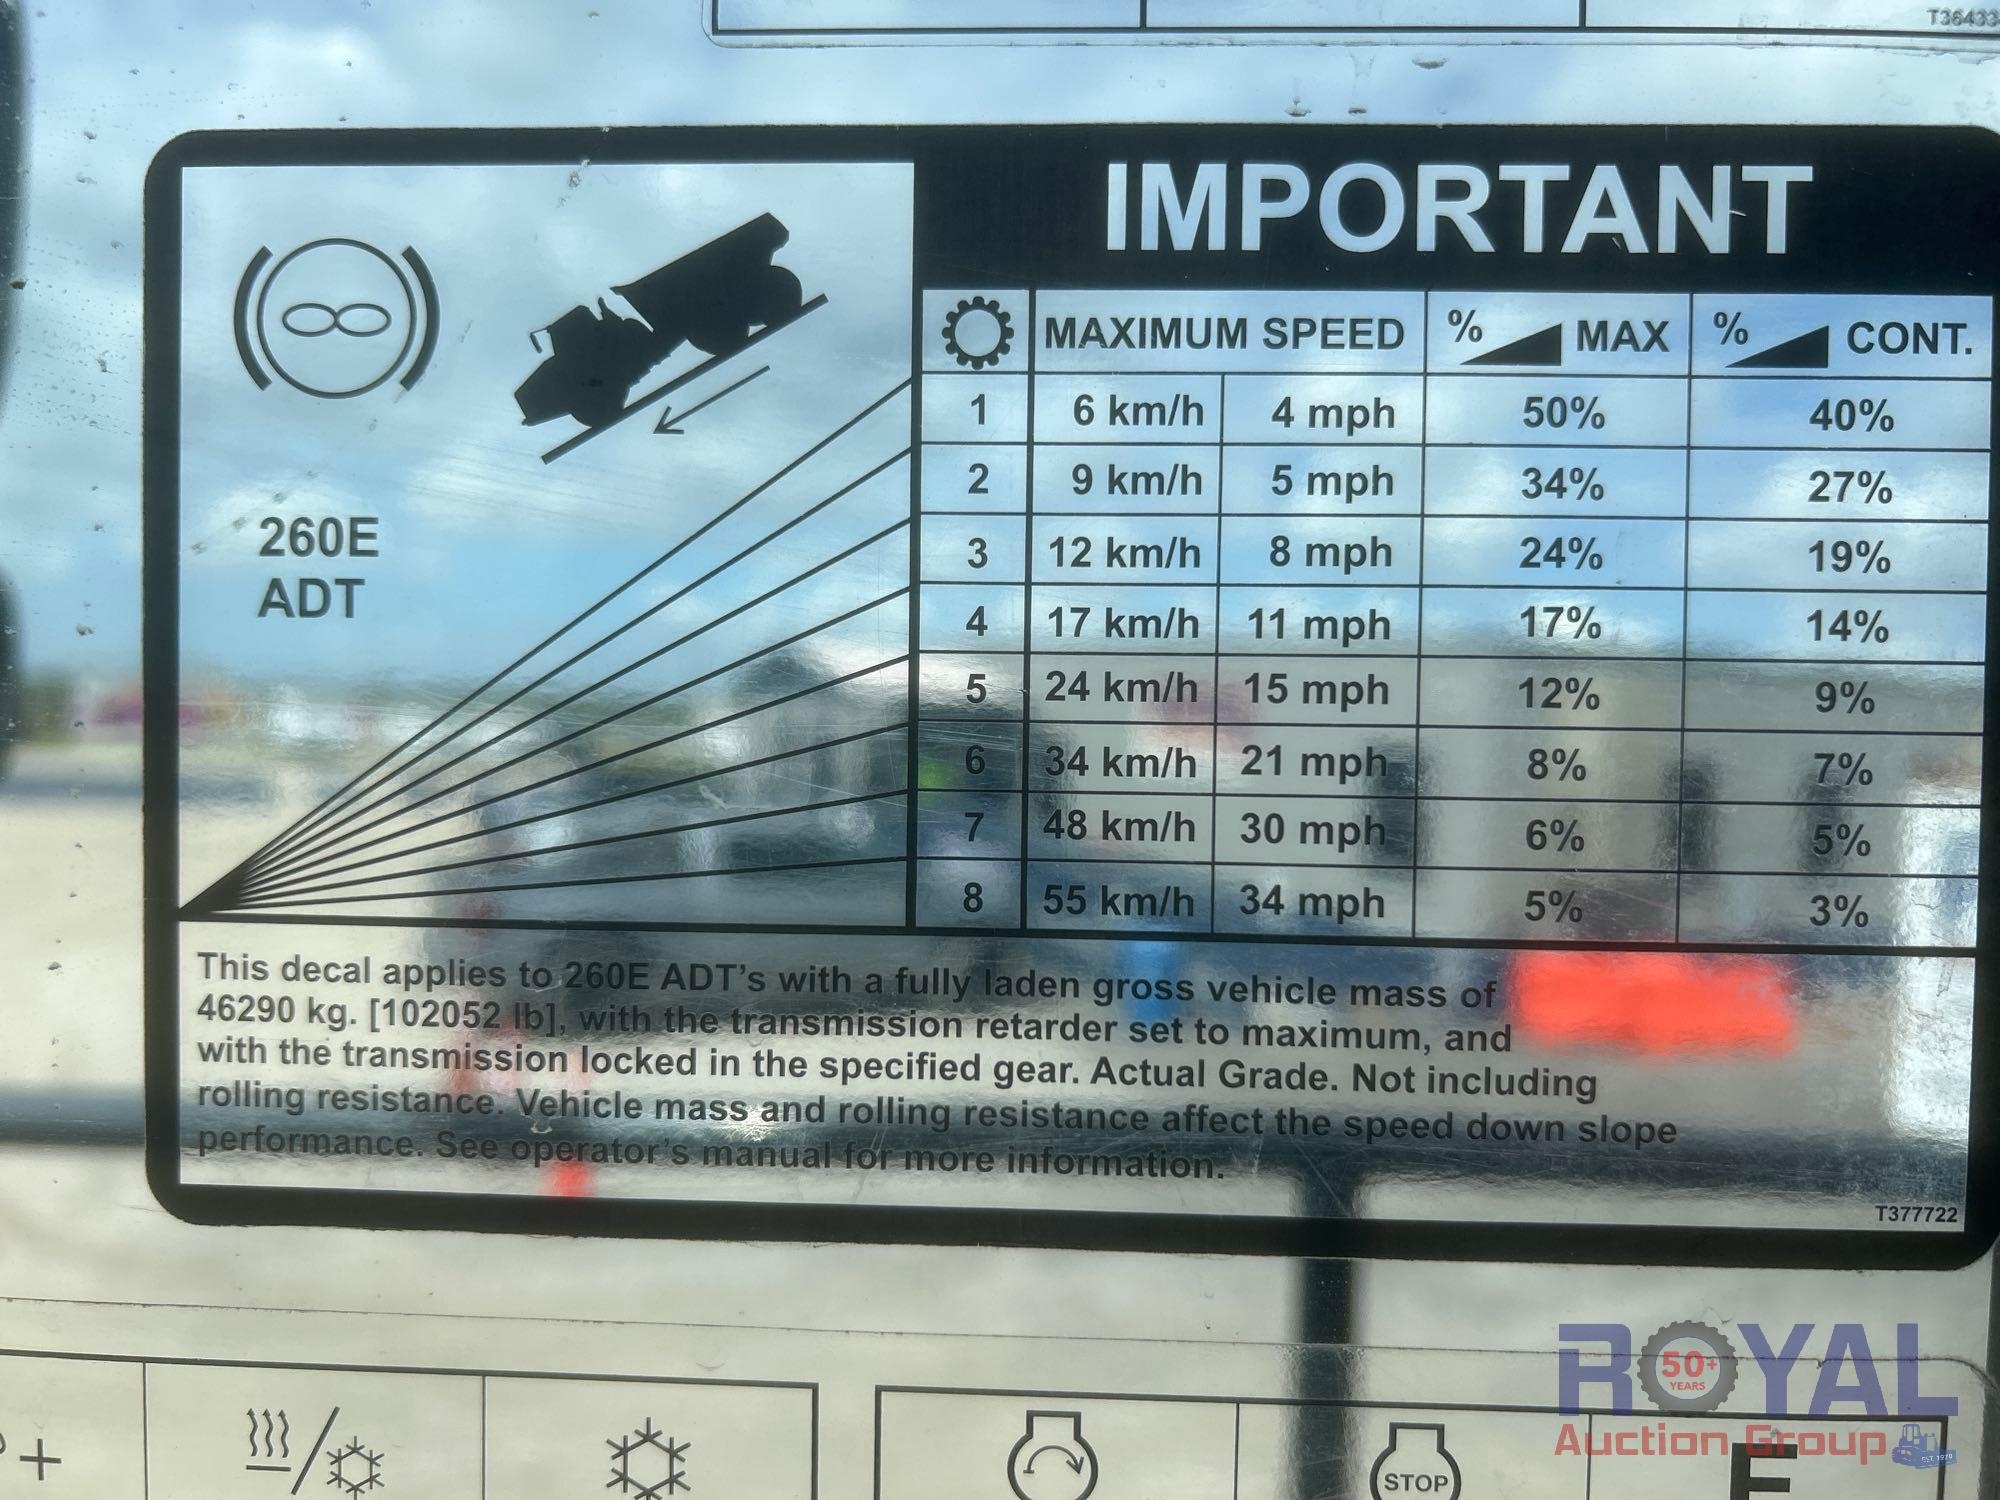 T36433
IMPORTANT
MAXIMUM SPEED % MAX % CONT.
1 6 km/h 4 mph 50% 40%
2 9 km/h 5 mph 34% 27%
3 12 km/h 8 mph 24% 19%
4 17 km/h 11 mph 17% 14%
5 24 km/h 15 mph 12% 9%
6 34 km/h 21 mph 8% 7%
7 48 km/h 30 mph 6% 5%
8 55 km/h 34 mph 5% 3%
260E
ADT
This decal applies to 260E ADT's with a fully laden gross vehicle mass of
46290 kg. [102052 lb], with the transmission retarder set to maximum, and
with the transmission locked in the specified gear. Actual Grade. Not including
rolling resistance. Vehicle mass and rolling resistance affect the speed down slope
performance. See operator's manual for more information.
T377722
ROYAL
50+
YEARS
Auction Group
EST. 1970
+
STOP